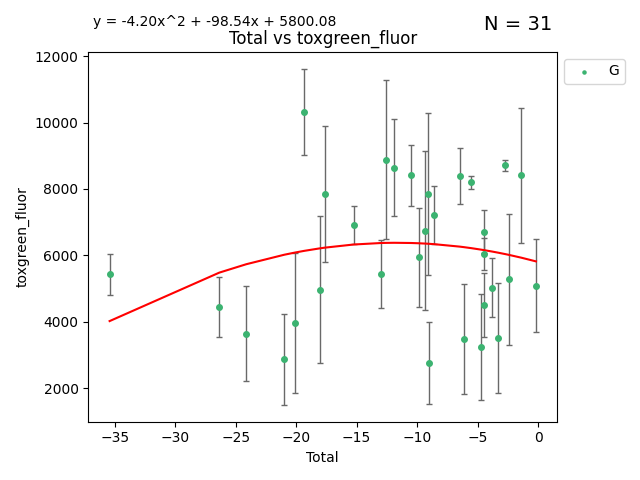 y = -4.20x^2 + -98.54x + 5800.08
N = 31
Total vs toxgreen_fluor
G
12000
10000
8000
6000
4000
2000
toxgreen_fluor
−35
−30
−25
−20
−15
−10
−5
0
Total